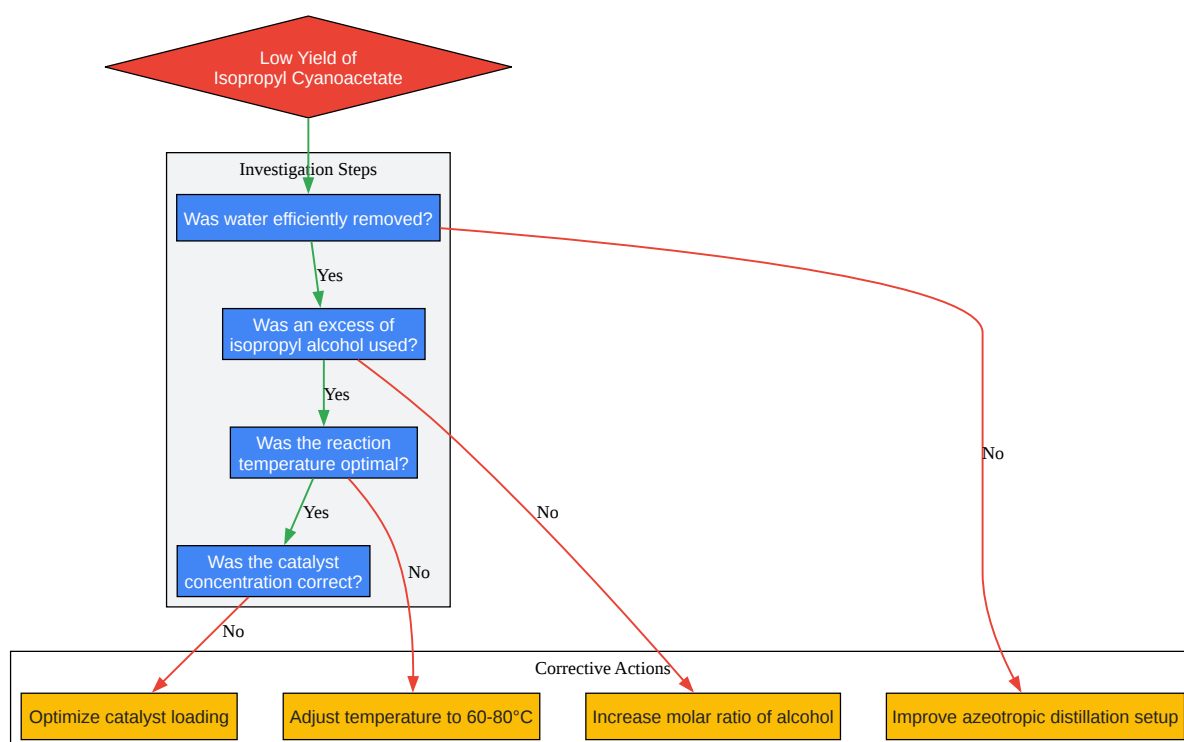 Low Yield of
Isopropyl Cyanoacetate
Investigation Steps
Was water efficiently removed?
Yes
Was an excess of
isopropyl alcohol used?
Yes
Was the reaction
temperature optimal?
No
Yes
No
Was the catalyst
concentration correct?
No
No
Corrective Actions
Optimize catalyst loading
Adjust temperature to 60-80°C
Increase molar ratio of alcohol
Improve azeotropic distillation setup